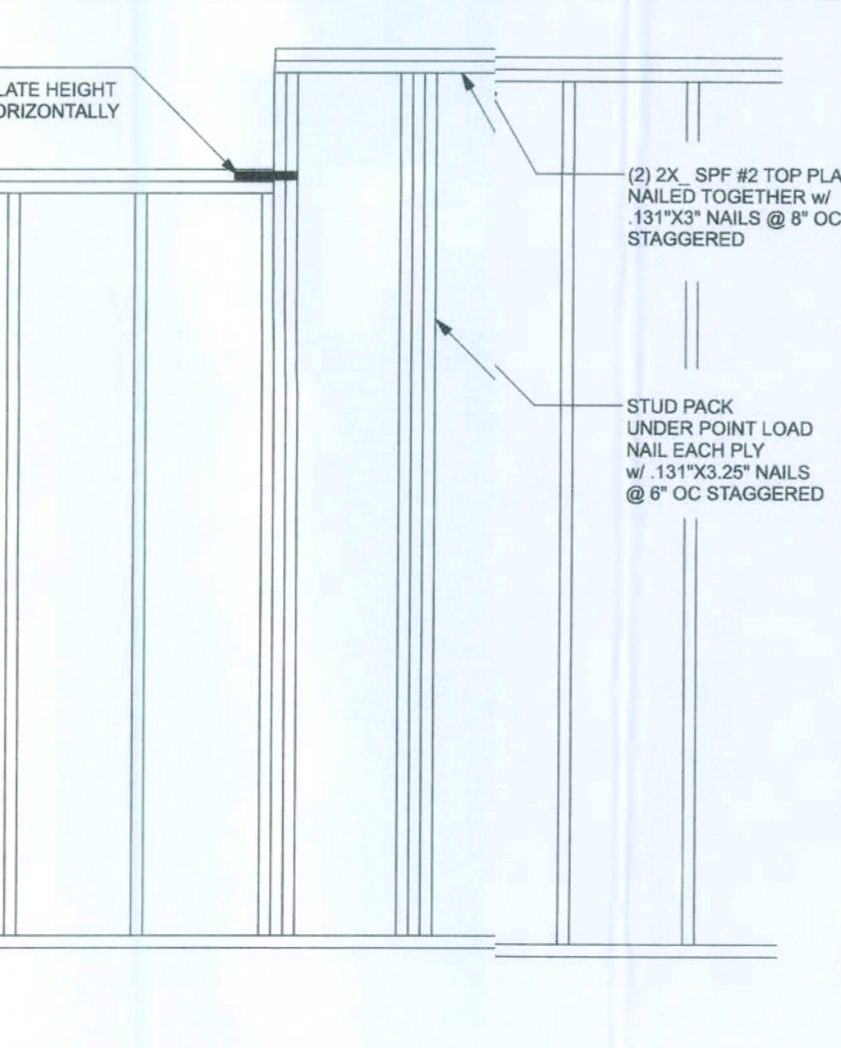 LATE HEIGHT
ORIZONTALLY
(2) 2X_ SPF #2 TOP PLA
NAILED TOGETHER w/
.131"X3" NAILS @ 8" OC
STAGGERED
STUD PACK
UNDER POINT LOAD
NAIL EACH PLY
w/ .131"X3.25" NAILS
@ 6" OC STAGGERED